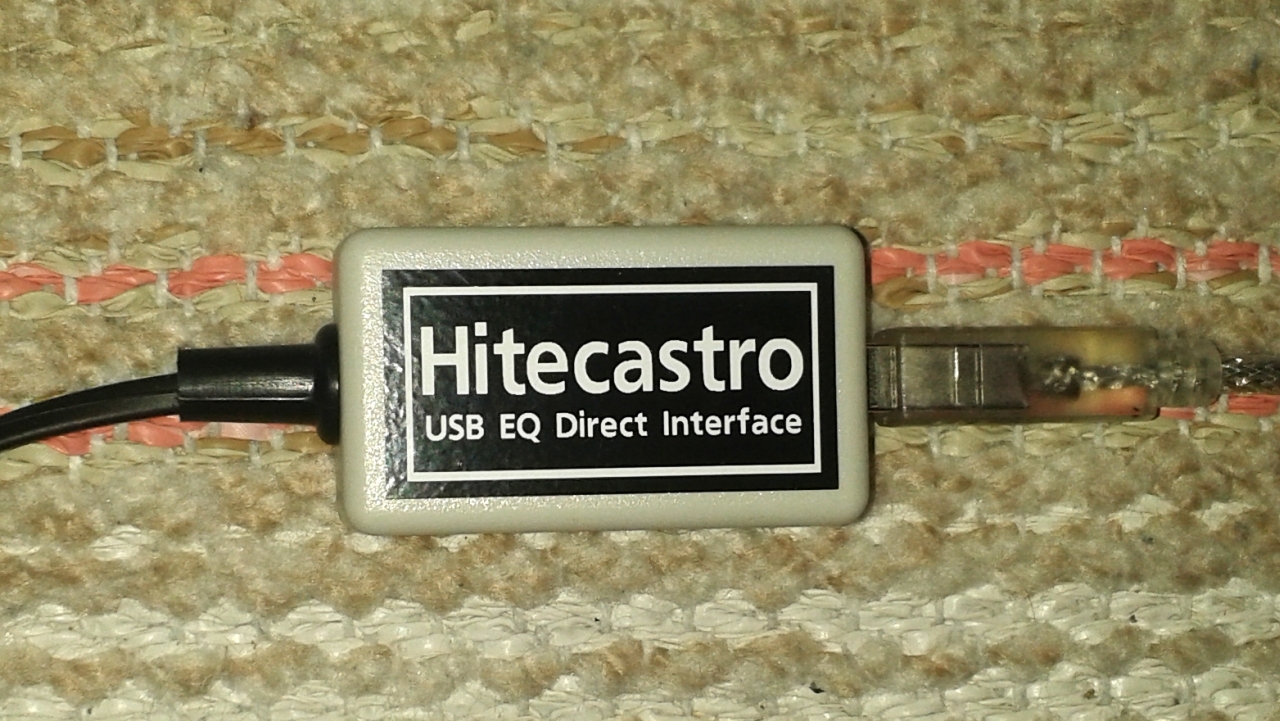 Hitecastro
USB EQ Direct Interface